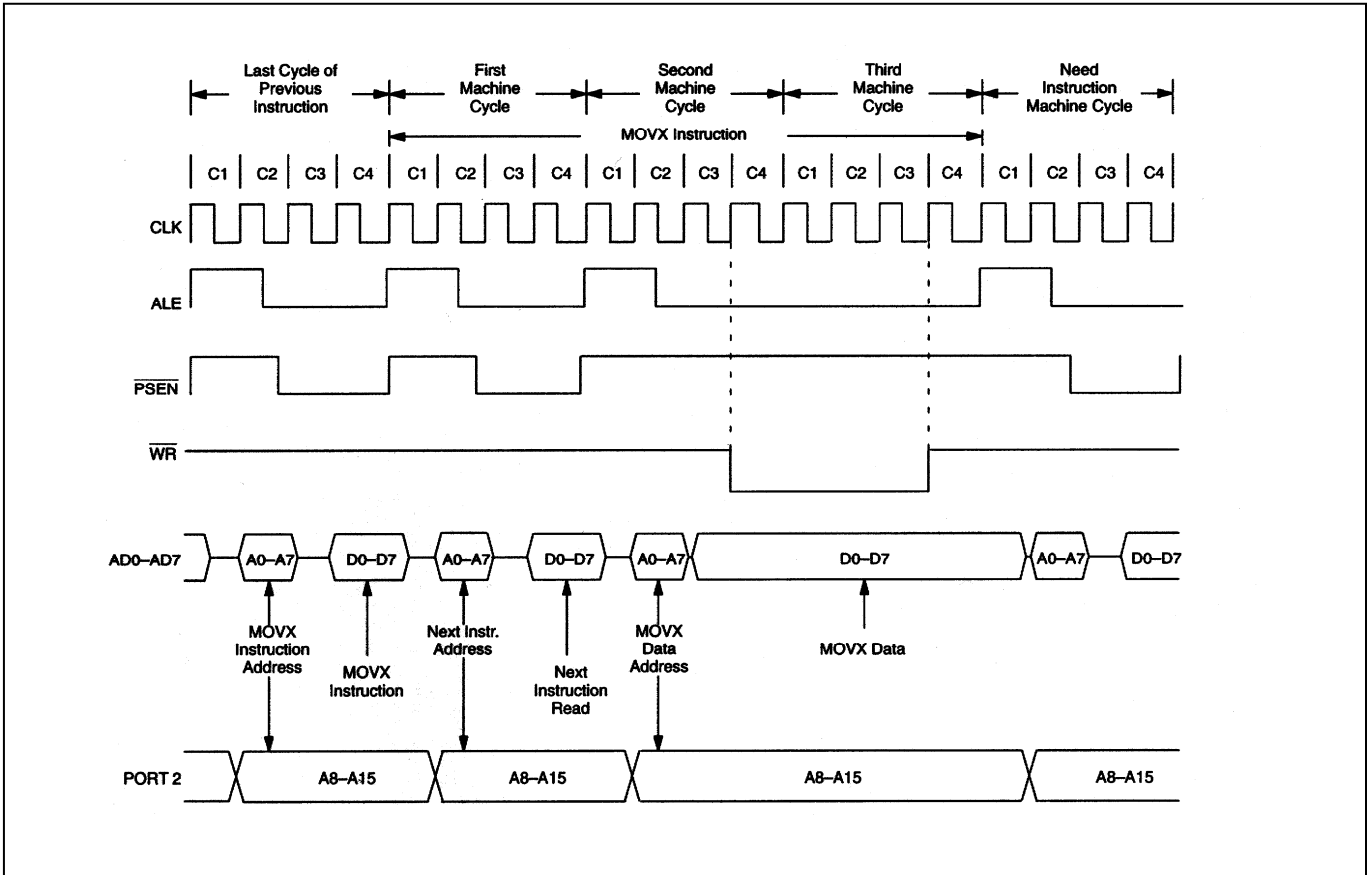 Last Cycle of
Previous
Instruction
First
Machine
Cycle
Second
Machine
Cycle
Third
Machine
Cycle
Need
Instruction
Machine Cycle
MOVX Instruction
C1 C2 C3 C4 C1 C2 C3 C4 C1 C2 C3 C4 C1 C2 C3 C4 C1 C2 C3 C4
CLK
ALE
PSEN
WR
AD0–AD7 A0–A7 D0–D7 A0–A7 D0–D7 A0–A7 D0–D7 A0–A7 D0–D7
MOVX
Instruction
Address
MOVX
Instruction
Next Instr.
Address
Next
Instruction
Read
MOVX
Data
Address
MOVX Data
PORT 2 A8–A15 A8–A15 A8–A15 A8–A15